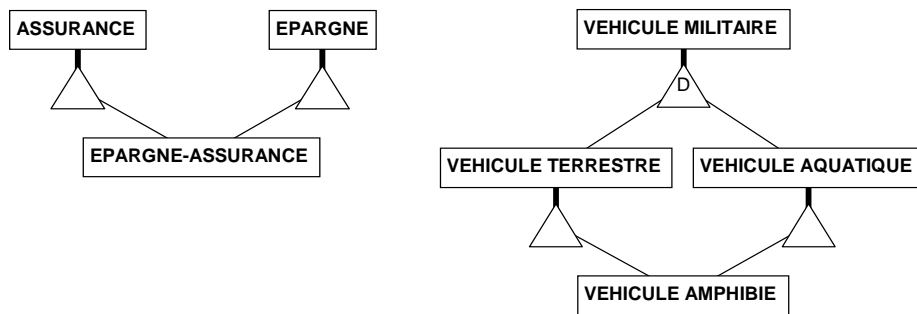 ASSURANCE
EPARGNE
EPARGNE-ASSURANCE
VEHICULE MILITAIRE
D
VEHICULE TERRESTRE
VEHICULE AQUATIQUE
VEHICULE AMPHIBIE